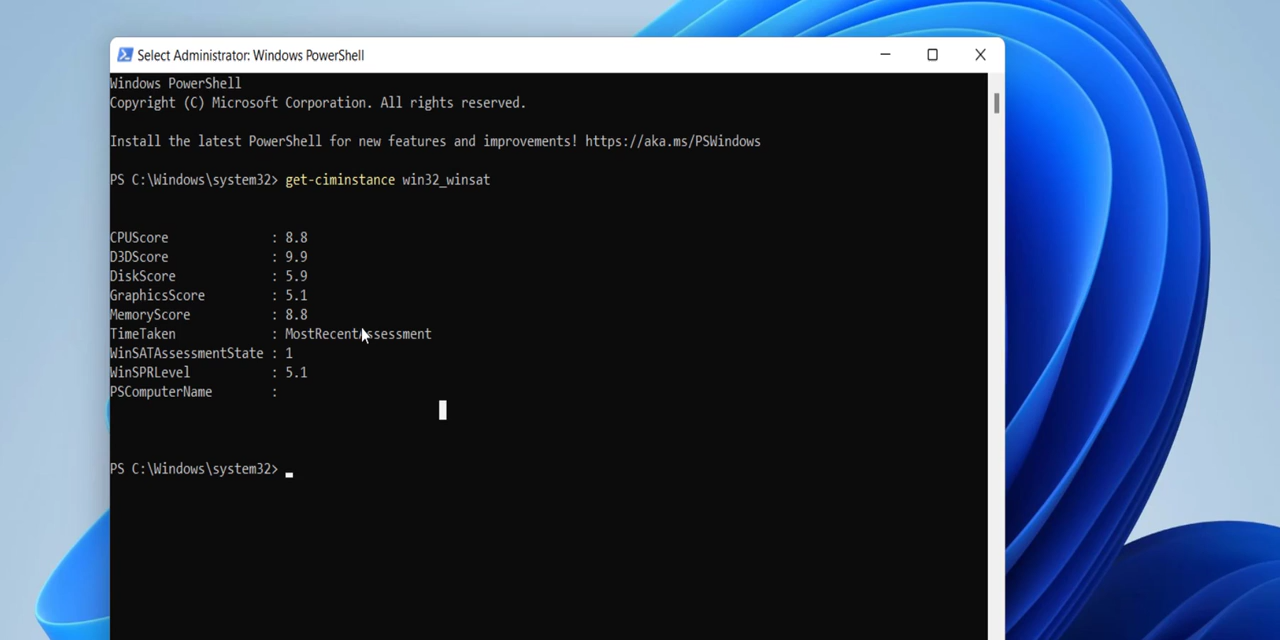 Select Administrator: Windows PowerShell
Windows PowerShell
Copyright (C) Microsoft Corporation. All rights reserved.
Install the latest PowerShell for new features and improvements! https://aka.ms/PSWindows
PS C:\Windows\system32> get-ciminstance win32_winsat
CPUScore : 8.8
D3DScore : 9.9
DiskScore : 5.9
GraphicsScore : 5.1
MemoryScore : 8.8
TimeTaken : MostRecentAssessment
WinSATAssessmentState : 1
WinSPRLevel : 5.1
PSComputerName :
PS C:\Windows\system32>